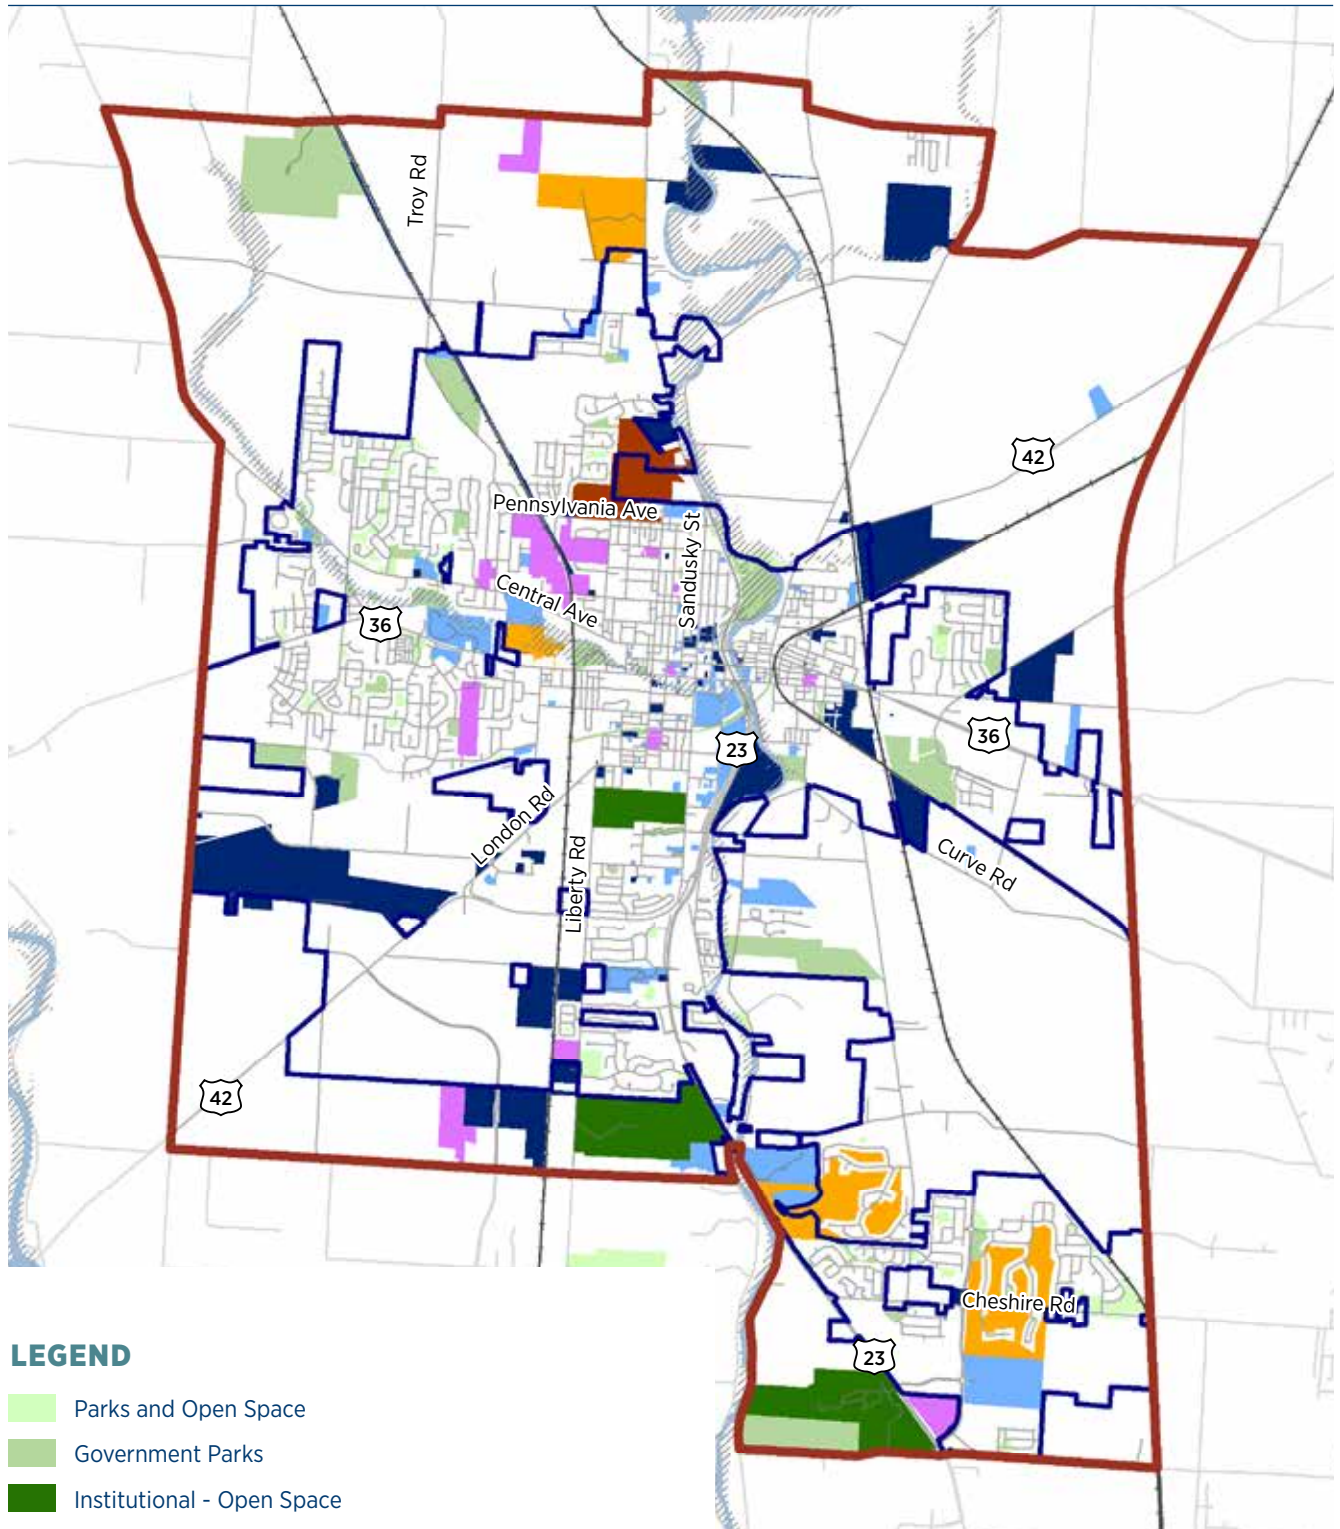 Troy Rd
42
Pennsylvania Ave
Sandusky St
Central Ave
36
36
23
London Rd
Liberty Rd
Curve Rd
42
Cheshire Rd
23
LEGEND
Parks and Open Space
Government Parks
Institutional - Open Space